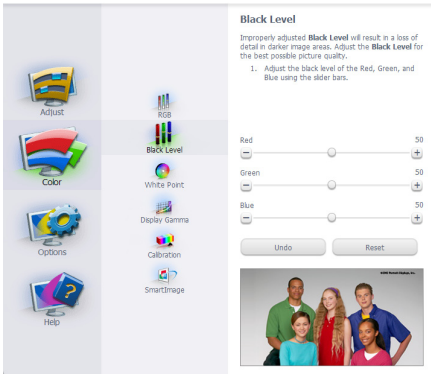 Black Level
Improperly adjusted Black Level will result in a loss of
detail in darker image areas. Adjust the Black Level for
the best possible picture quality.
1. Adjust the black level of the Red, Green, and
Blue using the slider bars.
Adjust
Color
Options
Help
RGB
Black Level
White Point
Display Gamma
Calibration
SmartImage
Red 50
Green 50
Blue 50
Undo Reset